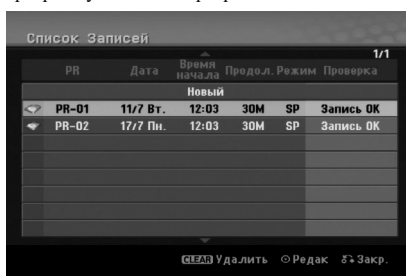 Список Записей
1/1
PR Дата Время начала Продол. Режим Проверка
Новый
PR-01 11/7 Вт. 12:03 30M SP Запись OK
PR-02 17/7 Пн. 12:03 30M SP Запись OK
CLEAR Удалить ⊙ Редак Закр.